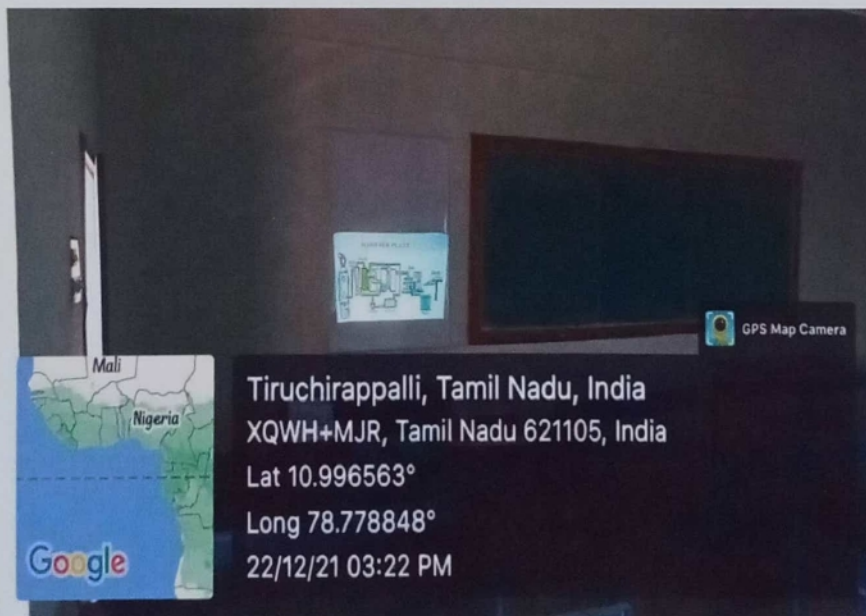 GPS Map Camera
Mali
Nigeria
Google
Tiruchirappalli, Tamil Nadu, India
XQWH+MJR, Tamil Nadu 621105, India
Lat 10.996563°
Long 78.778848°
22/12/21 03:22 PM